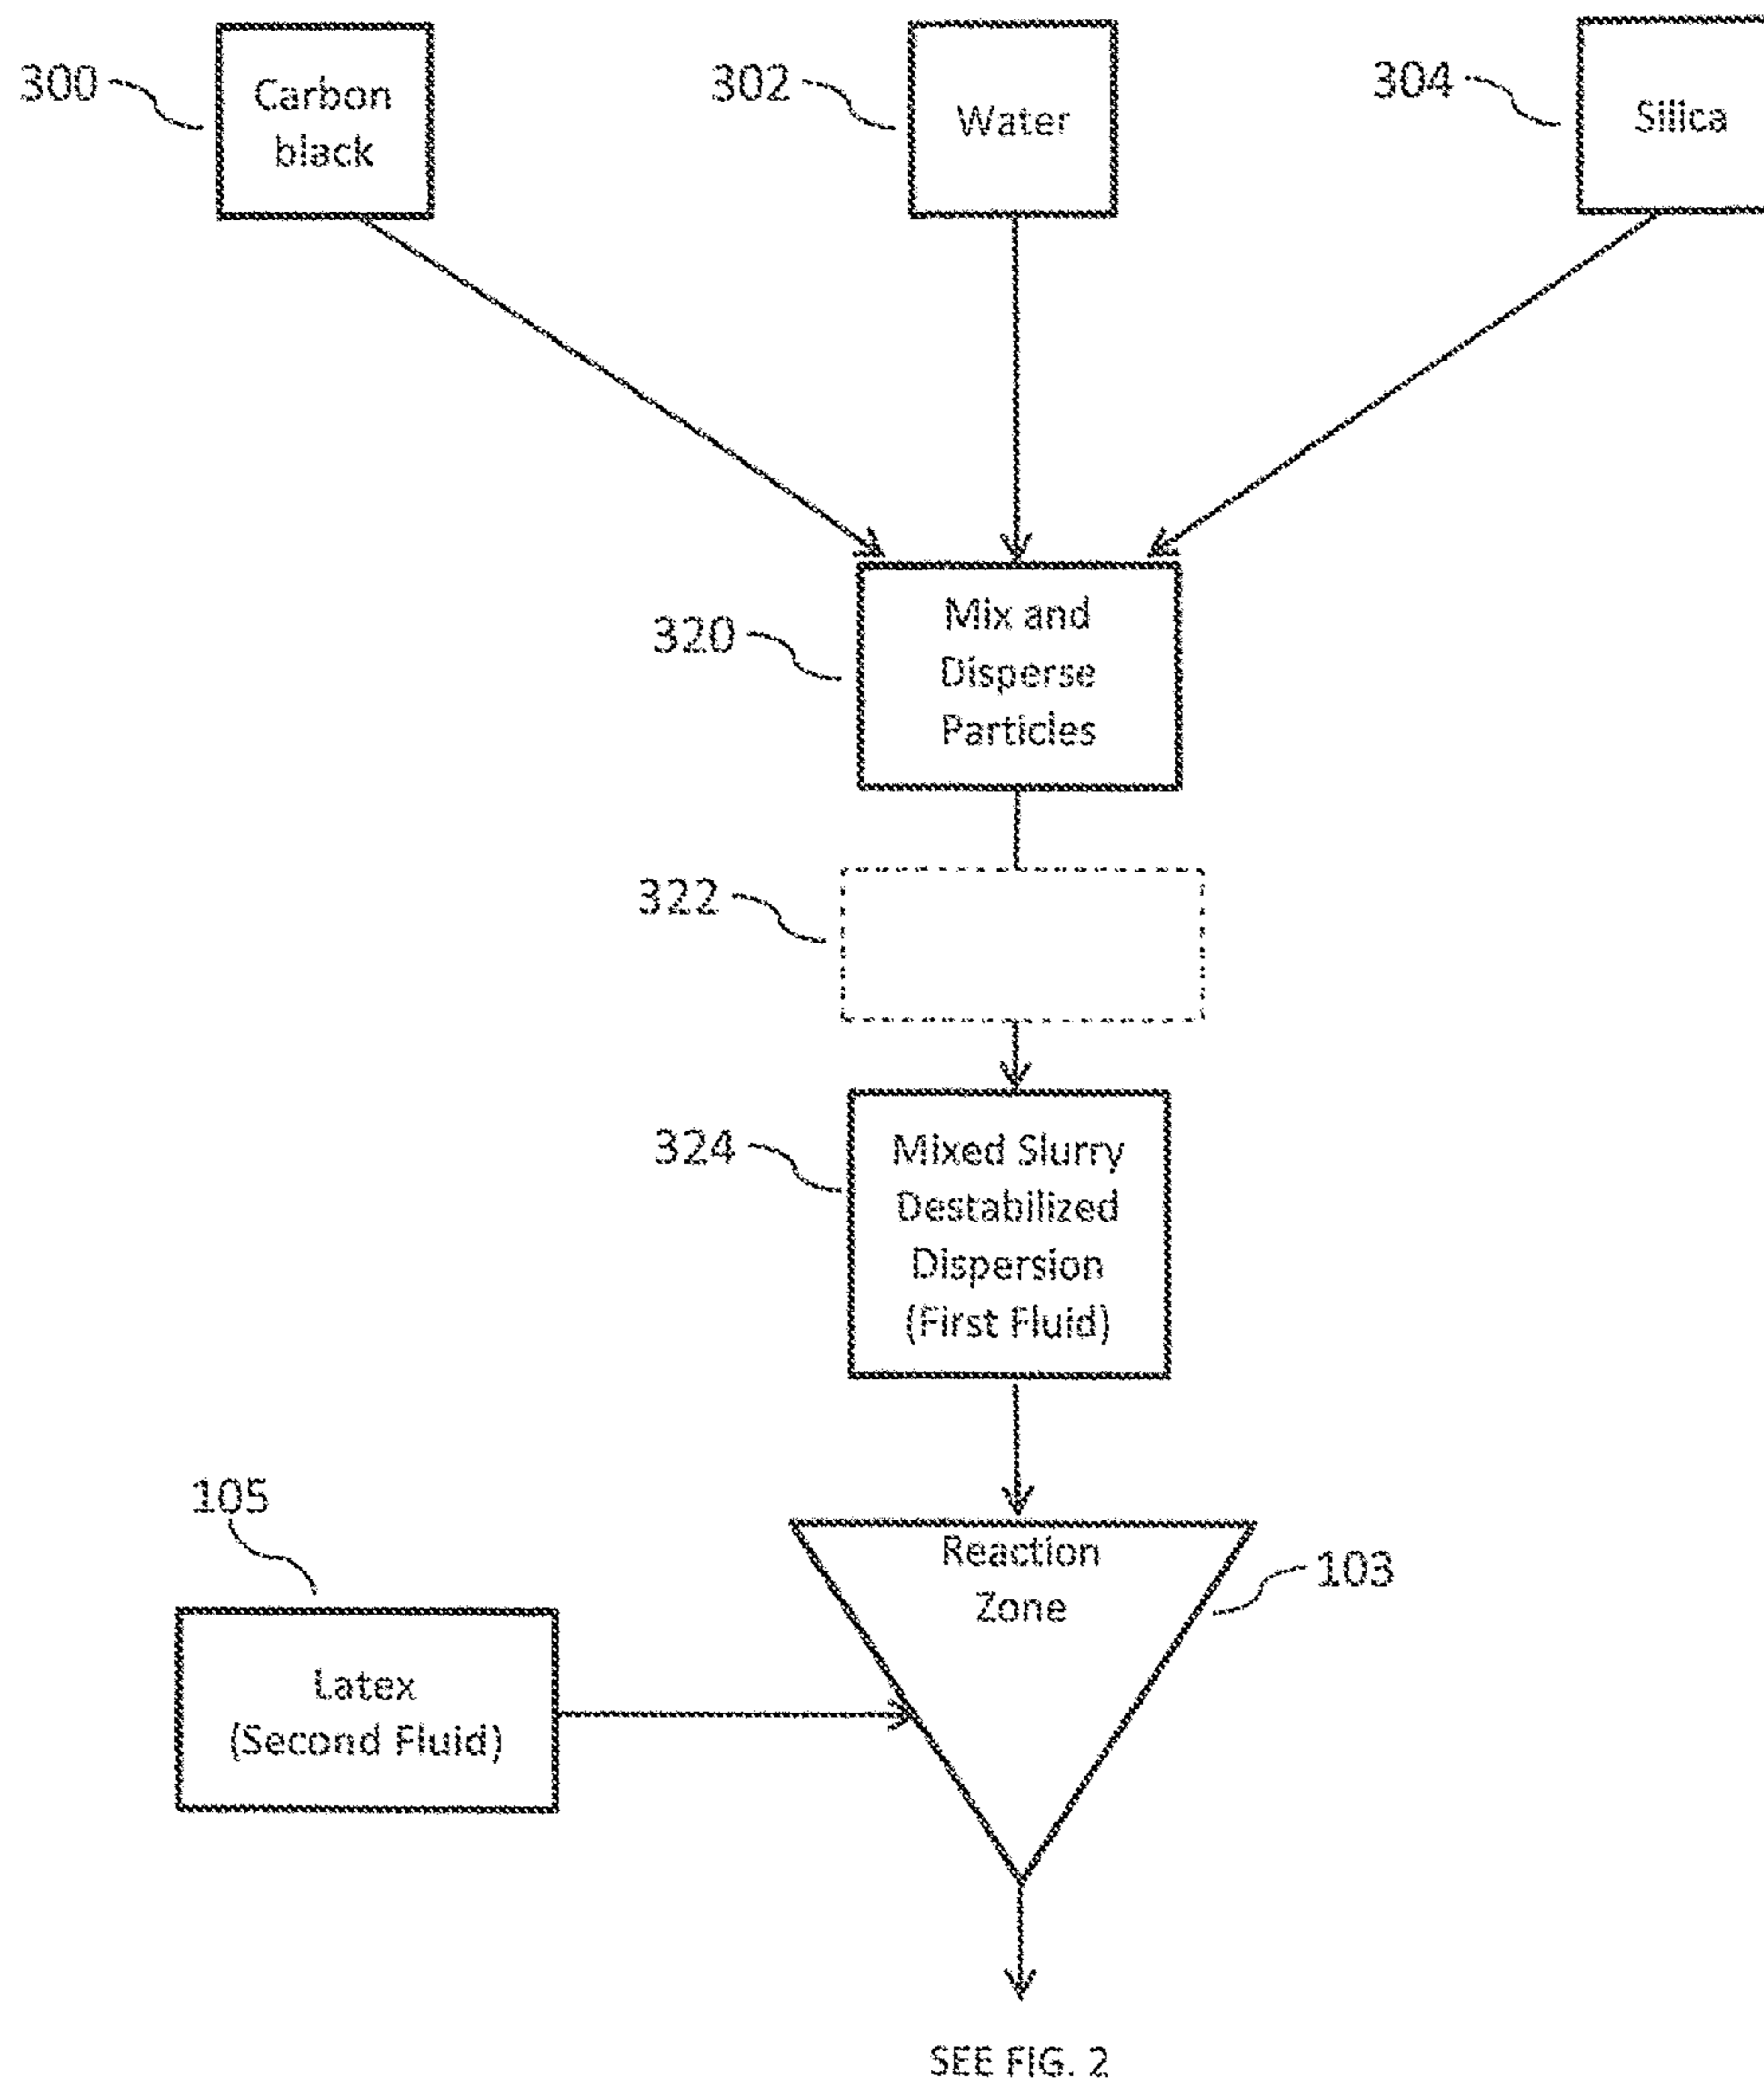 300
Carbon
black
302
Water
304
Silica
320
Mix and
Disperse
Particles
322
324
Mixed Slurry
Destabilized
Dispersion
(First Fluid)
105
Latex
(Second Fluid)
Reaction
Zone
103
SEE FIG. 2